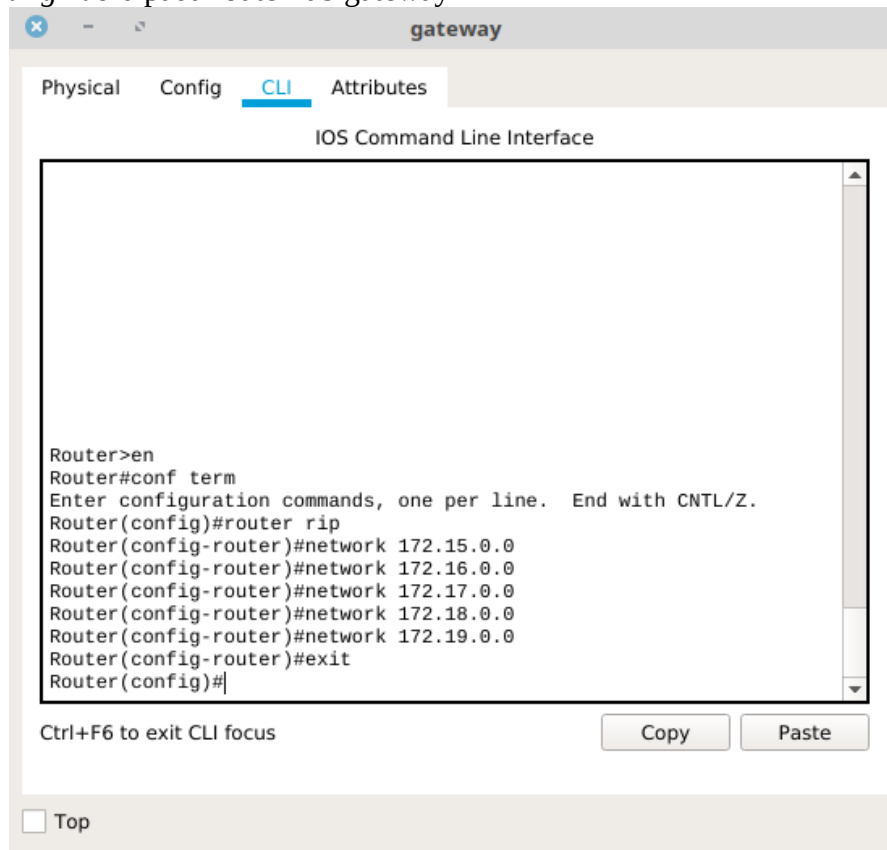 gateway
Physical Config CLI Attributes
IOS Command Line Interface
Router>en
Router#conf term
Enter configuration commands, one per line.  End with CNTL/Z.
Router(config)#router rip
Router(config-router)#network 172.15.0.0
Router(config-router)#network 172.16.0.0
Router(config-router)#network 172.17.0.0
Router(config-router)#network 172.18.0.0
Router(config-router)#network 172.19.0.0
Router(config-router)#exit
Router(config)#
Ctrl+F6 to exit CLI focus Copy Paste
Top